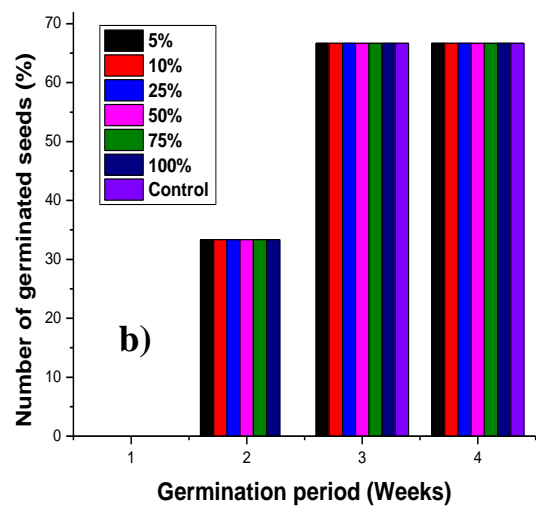 Number of germinated seeds (%)
70
60
50
40
30
20
10
0
5%
10%
25%
50%
75%
100%
Control
b)
1 2 3 4
Germination period (Weeks)